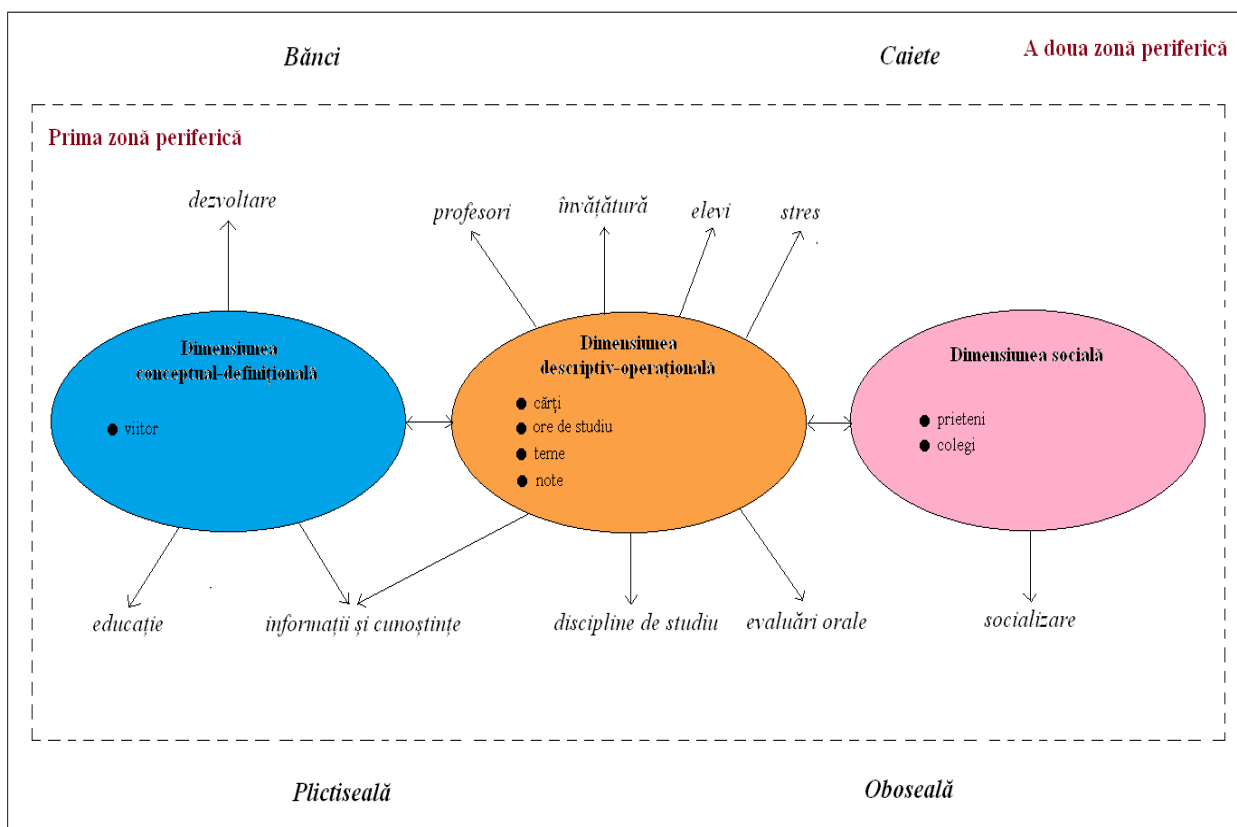 Bănci
Caiete
A doua zonă periferică
Prima zonă periferică
dezvoltare
profesori
învățătură
elevi
stres
Dimensiunea
conceptual-definițională
viitor
Dimensiunea
descriptiv-operațională
cărți
ore de studiu
teme
note
Dimensiunea socială
prieteni
colegi
educație
informații și cunoștințe
discipline de studiu
evaluări orale
socializare
Plictiseală
Oboseală